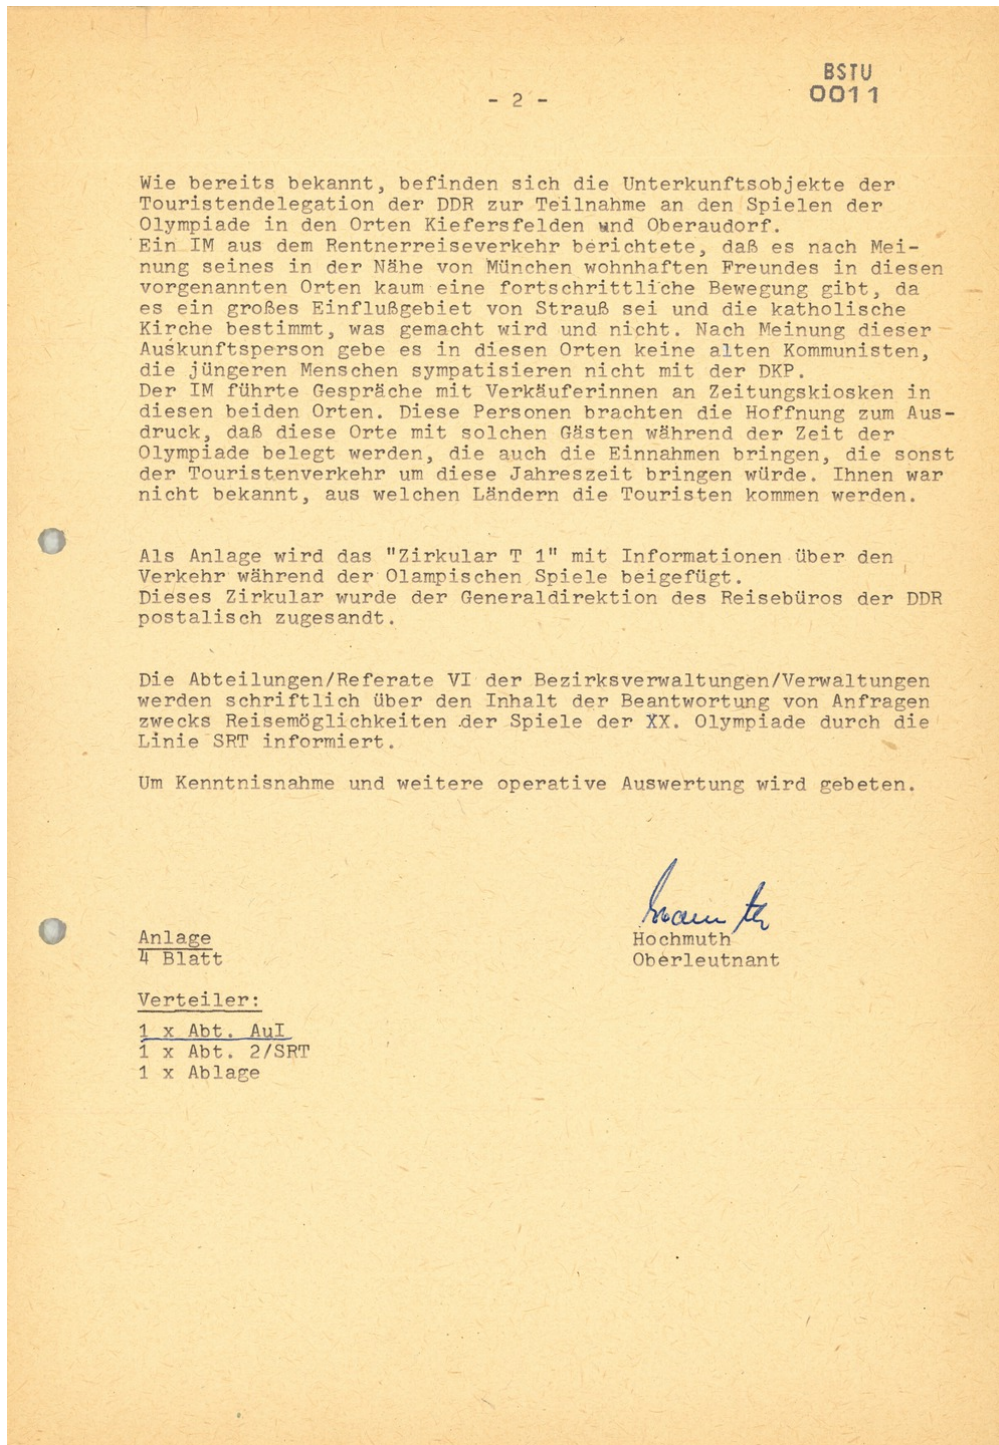 BSTU
0011
- 2 -
Wie bereits bekannt, befinden sich die Unterkunftsobjekte der
Touristendelegation der DDR zur Teilnahme an den Spielen der
Olympiade in den Orten Kiefersfelden und Oberaudorf.
Ein IM aus dem Rentnerreiseverkehr berichtete, daß es nach Mei-
nung seines in der Nähe von München wohnhaften Freundes in diesen
vorgenannten Orten kaum eine fortschrittliche Bewegung gibt, da
es ein großes Einflußgebiet von Strauß sei und die katholische
Kirche bestimmt, was gemacht wird und nicht. Nach Meinung dieser
Auskunftsperson gebe es in diesen Orten keine alten Kommunisten,
die jüngeren Menschen sympatisieren nicht mit der DKP.
Der IM führte Gespräche mit Verkäuferinnen an Zeitungskiosken in
diesen beiden Orten. Diese Personen brachten die Hoffnung zum Aus-
druck, daß diese Orte mit solchen Gästen während der Zeit der
Olympiade belegt werden, die auch die Einnahmen bringen, die sonst
der Touristenverkehr um diese Jahreszeit bringen würde. Ihnen war
nicht bekannt, aus welchen Ländern die Touristen kommen werden.
Als Anlage wird das "Zirkular T 1" mit Informationen über den
Verkehr während der Olampischen Spiele beigefügt.
Dieses Zirkular wurde der Generaldirektion des Reisebüros der DDR
postalisch zugesandt.
Die Abteilungen/Referate VI der Bezirksverwaltungen/Verwaltungen
werden schriftlich über den Inhalt der Beantwortung von Anfragen
zwecks Reisemöglichkeiten der Spiele der XX. Olympiade durch die
Linie SRT informiert.
Um Kenntnisnahme und weitere operative Auswertung wird gebeten.
Hochmuth
Oberleutnant
Anlage
4 Blatt
Verteiler:
1 x Abt. AuI
1 x Abt. 2/SRT
1 x Ablage